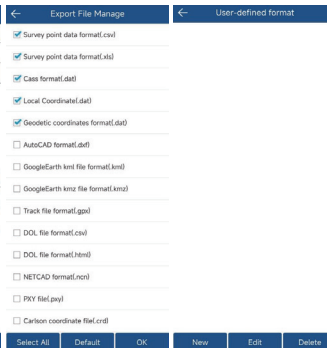 ← Export File Manage
Survey point data format(.csv)
Survey point data format(.xls)
Cass format(.dat)
Local Coordinate(.dat)
Geodetic coordinates format(.dat)
AutoCAD format(.dxf)
GoogleEarth kml file format(.kml)
GoogleEarth kmz file format(.kmz)
Track file format(.gpx)
DOL file format(.csv)
DOL file format(.html)
NETCAD format(.ncn)
PXY file(.pxy)
Carlson coordinate file(.crd)
Select All Default OK
← User-defined format
New Edit Delete